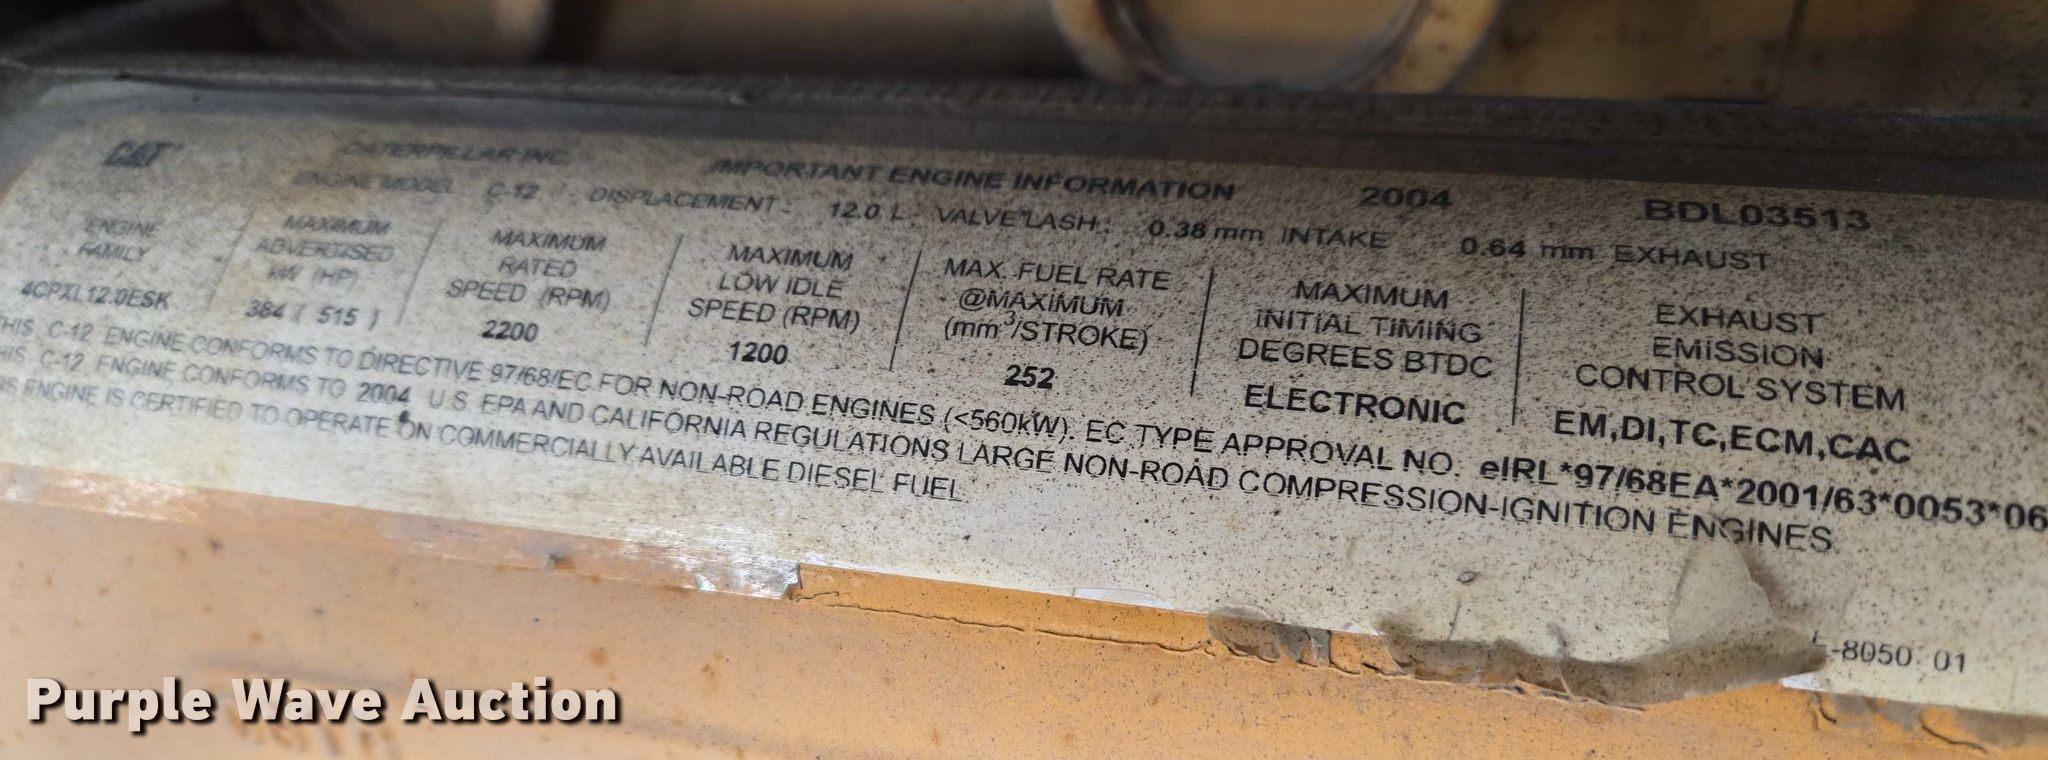 CAT CATERPILLAR INC. IMPORTANT ENGINE INFORMATION 2004 BDL03513
ENGINE MODEL C-12 DISPLACEMENT- 12.0 L VALVE LASH: 0.38 mm INTAKE 0.64 mm EXHAUST
ENGINE FAMILY
4CPXL12.0ESK
MAXIMUM
ADVERTISED
kW (HP)
384 ( 515 )
MAXIMUM
RATED
SPEED (RPM)
2200
MAXIMUM
LOW IDLE
SPEED (RPM)
1200
MAX. FUEL RATE
@MAXIMUM
(mm³/STROKE)
252
MAXIMUM
INITIAL TIMING
DEGREES BTDC
ELECTRONIC
EXHAUST
EMISSION
CONTROL SYSTEM
EM,DI,TC,ECM,CAC
THIS C-12 ENGINE CONFORMS TO DIRECTIVE 97/68/EC FOR NON-ROAD ENGINES (<560kW). EC TYPE APPROVAL NO. eIRL*97/68EA*2001/63*0053*06
HIS C-12 ENGINE CONFORMS TO 2004 U.S. EPA AND CALIFORNIA REGULATIONS LARGE NON-ROAD COMPRESSION-IGNITION ENGINES
IS ENGINE IS CERTIFIED TO OPERATE ON COMMERCIALLY AVAILABLE DIESEL FUEL
-8050. 01
Purple Wave Auction